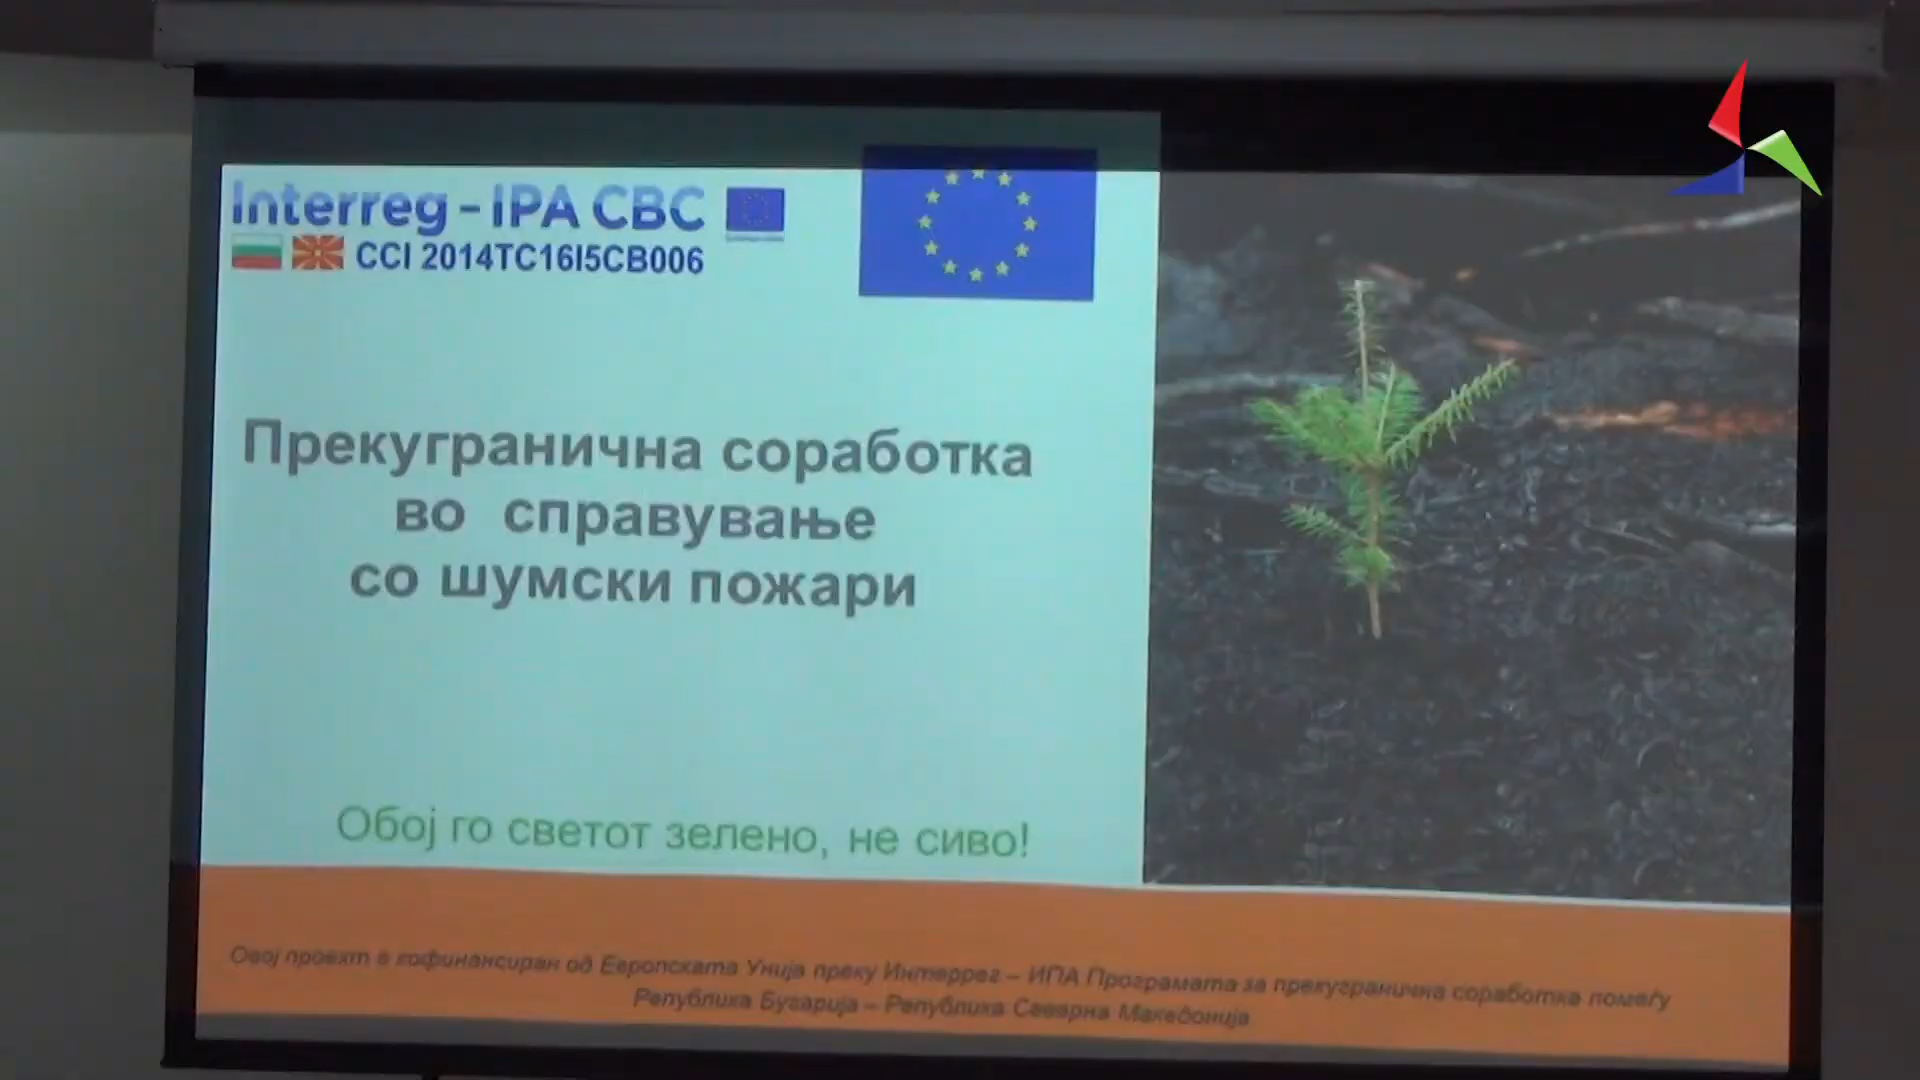 Interreg - IPA CBC
CCI 2014TC16I5CB006
Прекугранична соработка
во справување
со шумски пожари
Обој го светот зелено, не сиво!
Овој проект е кофинансиран од Европската Унија преку Интеррег – ИПА Програмата за прекугранична соработка помеѓу
Република Бугарија – Република Северна Македонија